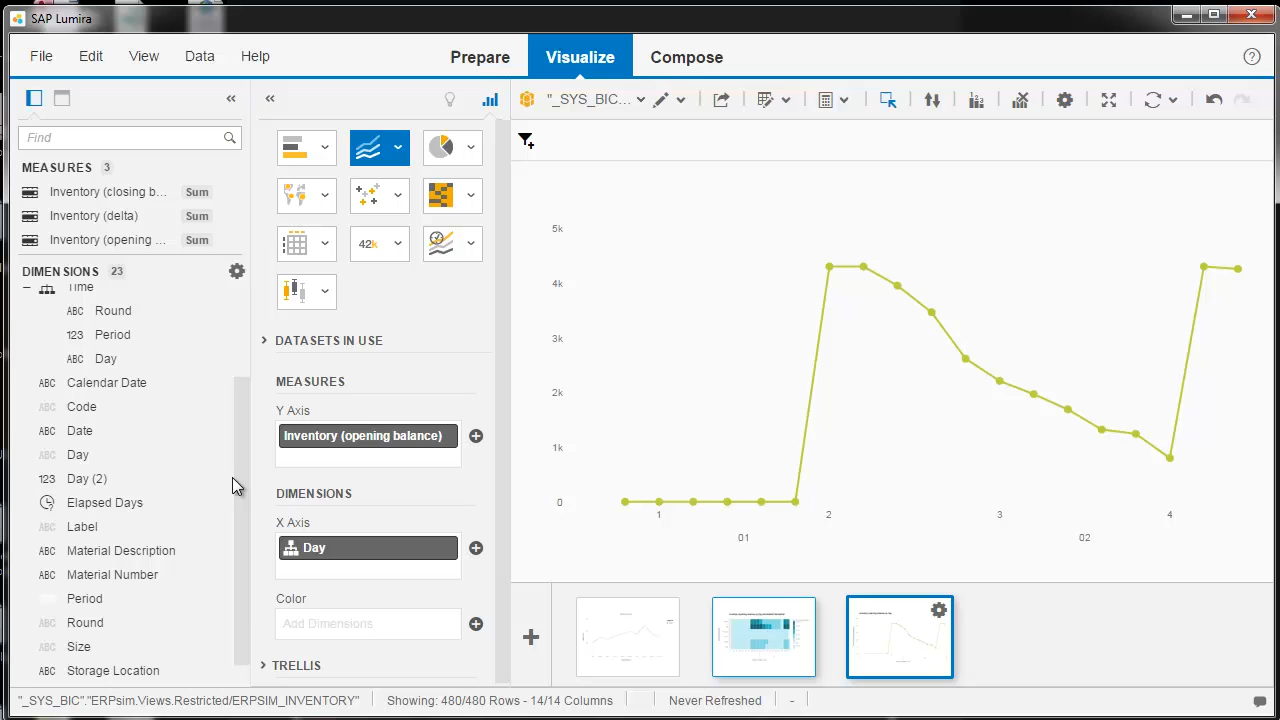 SAP Lumira
File Edit View Data Help Prepare Visualize Compose
"_SYS_BIC...
Find
MEASURES 3
Inventory (closing b... Sum
Inventory (delta) Sum
Inventory (opening ... Sum
DIMENSIONS 23
Time
ABC Round
123 Period
ABC Day
ABC Calendar Date
ABC Code
ABC Date
ABC Day
123 Day (2)
Elapsed Days
ABC Label
ABC Material Description
ABC Material Number
Period
ABC Round
ABC Size
ABC Storage Location
42k
DATASETS IN USE
MEASURES
Y Axis
Inventory (opening balance)
DIMENSIONS
X Axis
Day
Color
Add Dimensions
TRELLIS
5k
4k
3k
2k
1k
0
1 2 3 4
01 02
"_SYS_BIC"."ERPsim.Views.Restricted/ERPSIM_INVENTORY" Showing: 480/480 Rows - 14/14 Columns Never Refreshed -